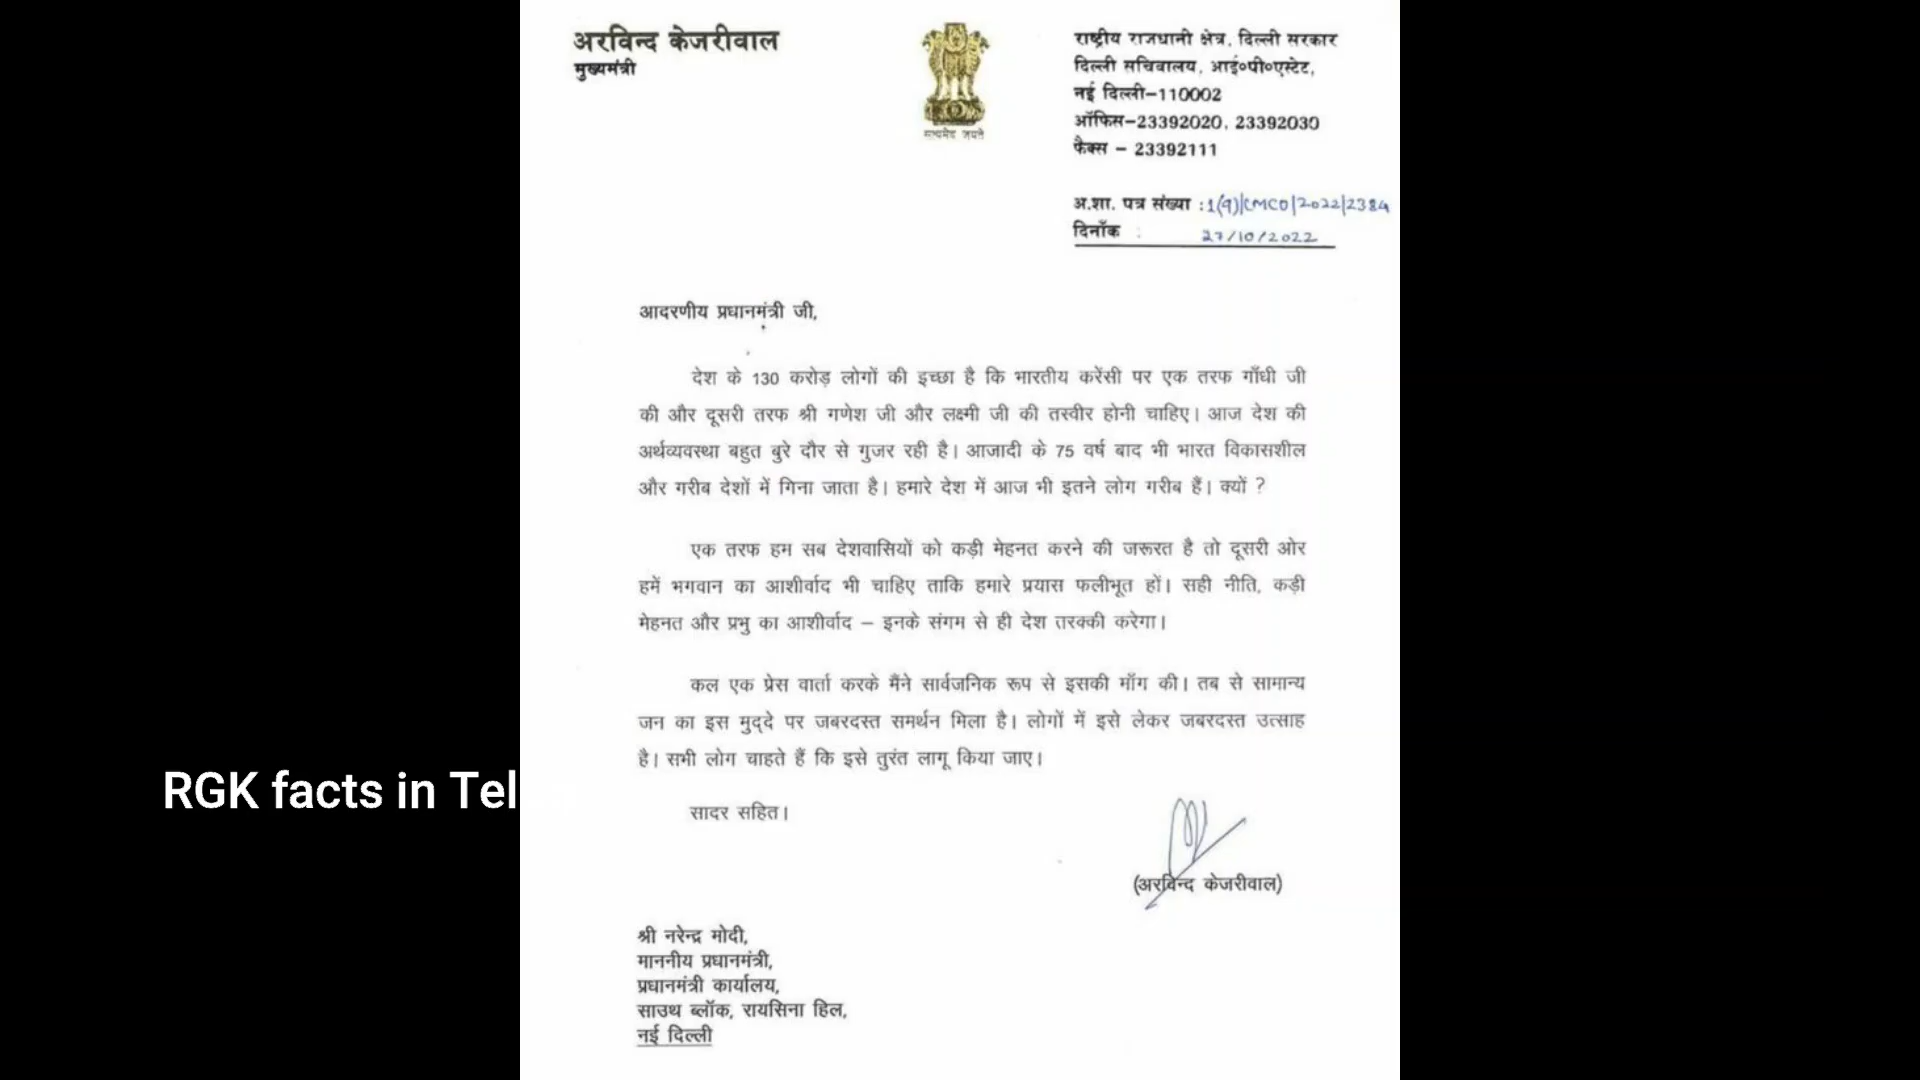 अरविन्द केजरीवाल
मुख्यमंत्री
सत्यमेव जयते
राष्ट्रीय राजधानी क्षेत्र, दिल्ली सरकार
दिल्ली सचिवालय, आई०पी०एस्टेट,
नई दिल्ली–110002
ऑफिस–23392020, 23392030
फैक्स – 23392111
अ.शा. पत्र संख्या : 1(9)/CMCO/2022/2384
दिनाँक : 27/10/2022
आदरणीय प्रधानमंत्री जी,
देश के 130 करोड़ लोगों की इच्छा है कि भारतीय करेंसी पर एक तरफ गाँधी जी
की और दूसरी तरफ श्री गणेश जी और लक्ष्मी जी की तस्वीर होनी चाहिए। आज देश की
अर्थव्यवस्था बहुत बुरे दौर से गुजर रही है। आजादी के 75 वर्ष बाद भी भारत विकासशील
और गरीब देशों में गिना जाता है। हमारे देश में आज भी इतने लोग गरीब हैं। क्यों ?
एक तरफ हम सब देशवासियों को कड़ी मेहनत करने की जरूरत है तो दूसरी ओर
हमें भगवान का आशीर्वाद भी चाहिए ताकि हमारे प्रयास फलीभूत हों। सही नीति, कड़ी
मेहनत और प्रभु का आशीर्वाद – इनके संगम से ही देश तरक्की करेगा।
कल एक प्रेस वार्ता करके मैंने सार्वजनिक रूप से इसकी माँग की। तब से सामान्य
जन का इस मुद्दे पर जबरदस्त समर्थन मिला है। लोगों में इसे लेकर जबरदस्त उत्साह
है। सभी लोग चाहते हैं कि इसे तुरंत लागू किया जाए।
RGK facts in Tel
सादर सहित।
(अरविन्द केजरीवाल)
श्री नरेन्द्र मोदी,
माननीय प्रधानमंत्री,
प्रधानमंत्री कार्यालय,
साउथ ब्लॉक, रायसिना हिल,
नई दिल्ली